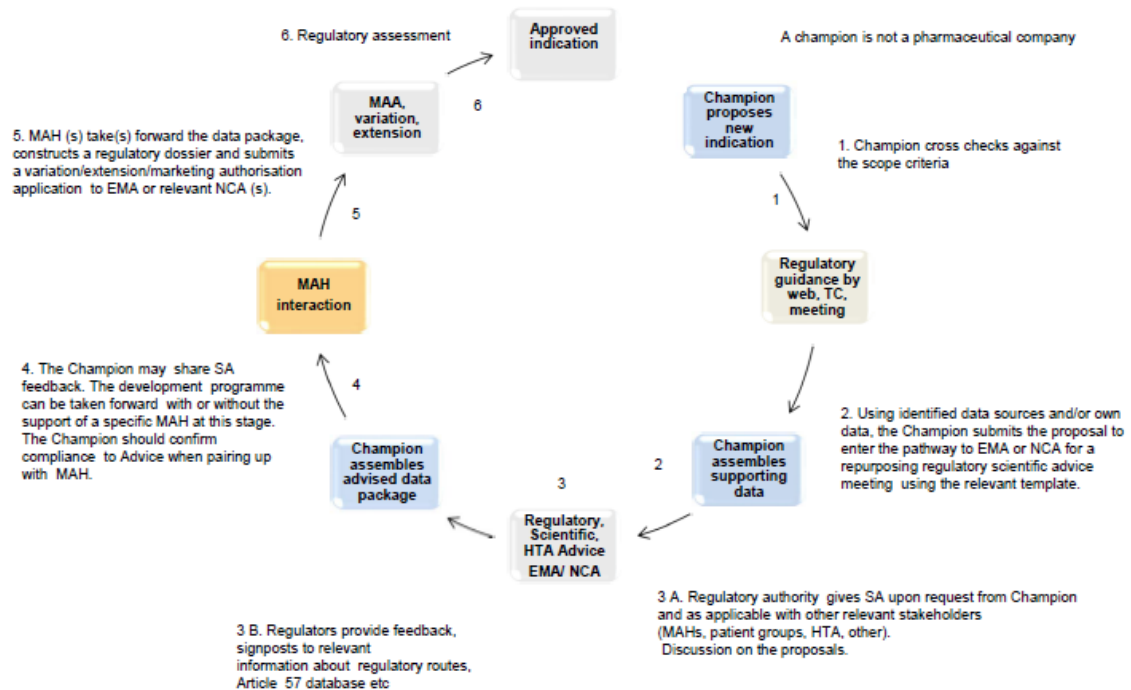 6. Regulatory assessment
Approved
indication
A champion is not a pharmaceutical company
MAA,
variation,
extension
6
Champion
proposes
new
indication
5. MAH (s) take(s) forward the data package,
constructs a regulatory dossier and submits
a variation/extension/marketing authorisation
application to EMA or relevant NCA (s).
1. Champion cross checks against
the scope criteria
5
1
MAH
interaction
Regulatory
guidance by
web, TC,
meeting
4. The Champion may share SA
feedback. The development programme
can be taken forward with or without the
support of a specific MAH at this stage.
The Champion should confirm
compliance to Advice when pairing up
with MAH.
4
2. Using identified data sources and/or own
data, the Champion submits the proposal to
enter the pathway to EMA or NCA for a
repurposing regulatory scientific advice
meeting using the relevant template.
Champion
assembles
advised data
package
2
Champion
assembles
supporting
data
3
Regulatory,
Scientific,
HTA Advice
EMA/ NCA
3 A. Regulatory authority gives SA upon request from Champion
and as applicable with other relevant stakeholders
(MAHs, patient groups, HTA, other).
Discussion on the proposals.
3 B. Regulators provide feedback,
signposts to relevant
information about regulatory routes,
Article 57 database etc